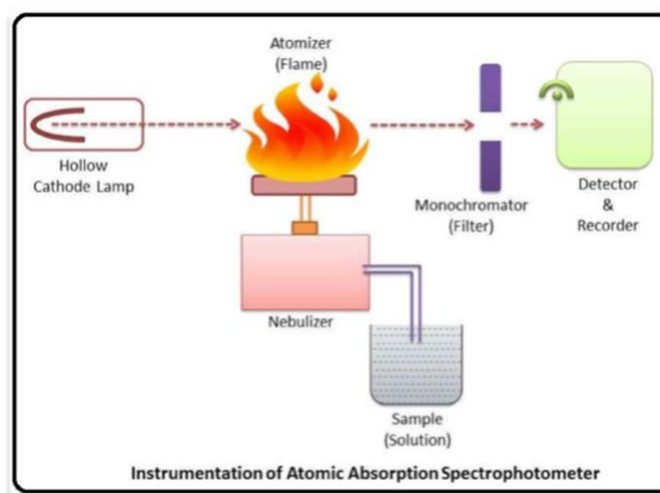 Atomizer
(Flame)
Hollow
Cathode Lamp
Monochromator
(Filter)
Detector
&
Recorder
Nebulizer
Sample
(Solution)
Instrumentation of Atomic Absorption Spectrophotometer